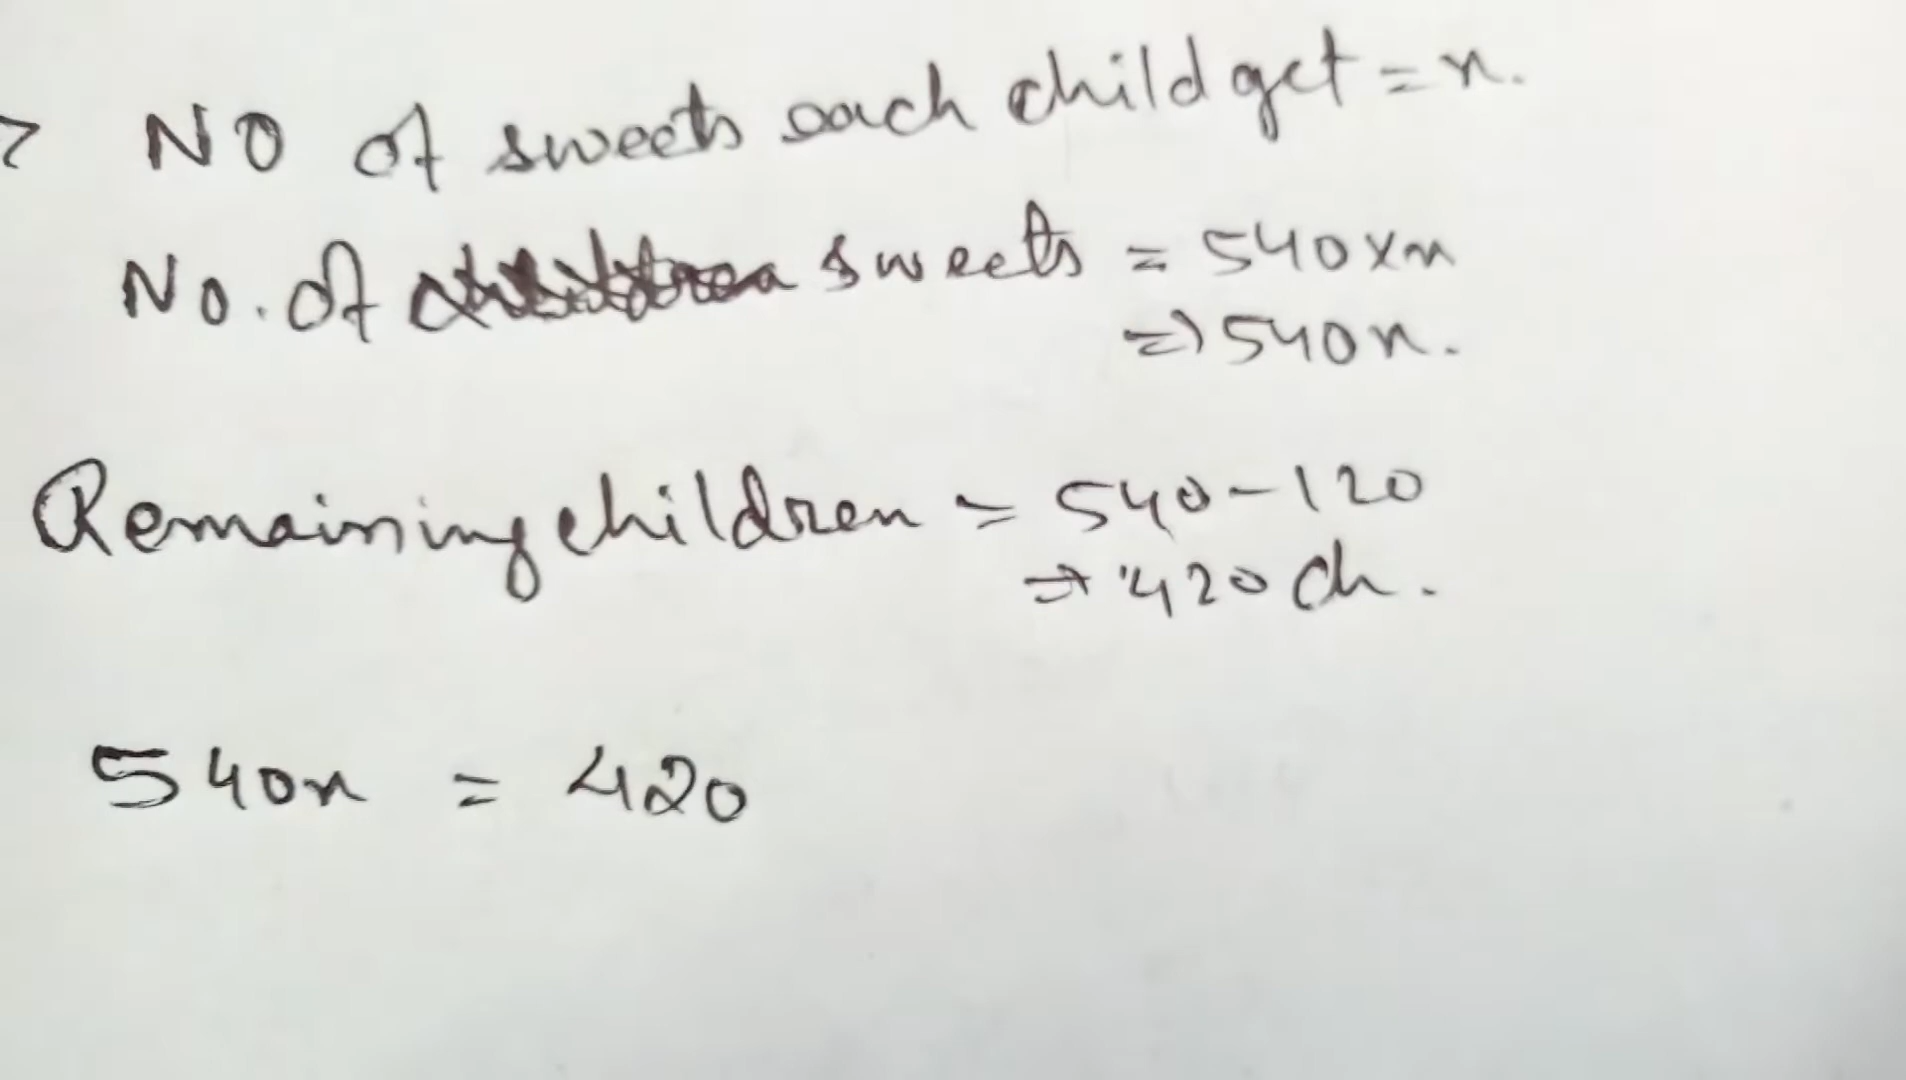 NO of sweets each child get = x.
No. of sweets = 540 x x
=> 540x.
Remaining children = 540 - 120
=> 420 ch.
540x = 420